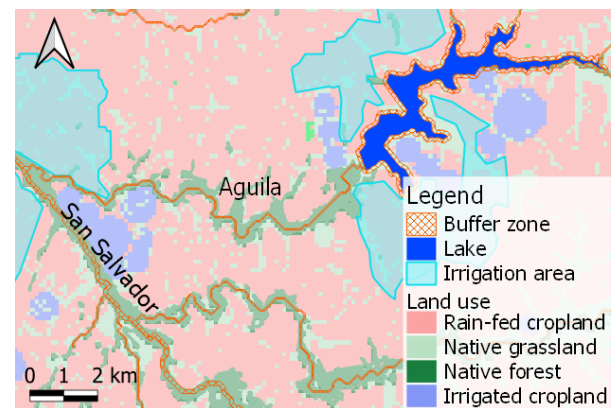 Aguila
San Salvador
Legend
Buffer zone
Lake
Irrigation area
Land use
Rain-fed cropland
Native grassland
Native forest
Irrigated cropland
0 1 2 km